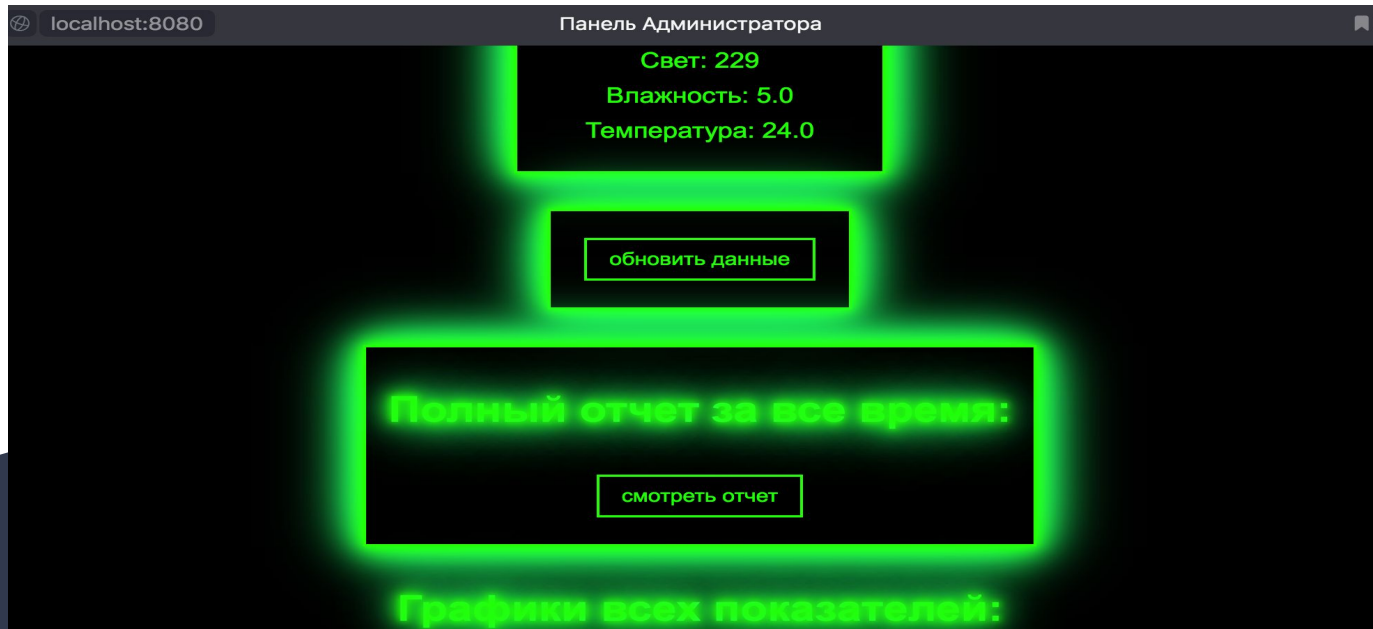 localhost:8080
Панель Администратора
Свет: 229
Влажность: 5.0
Температура: 24.0
обновить данные
Полный отчет за все время:
смотреть отчет
Графики всех показателей: